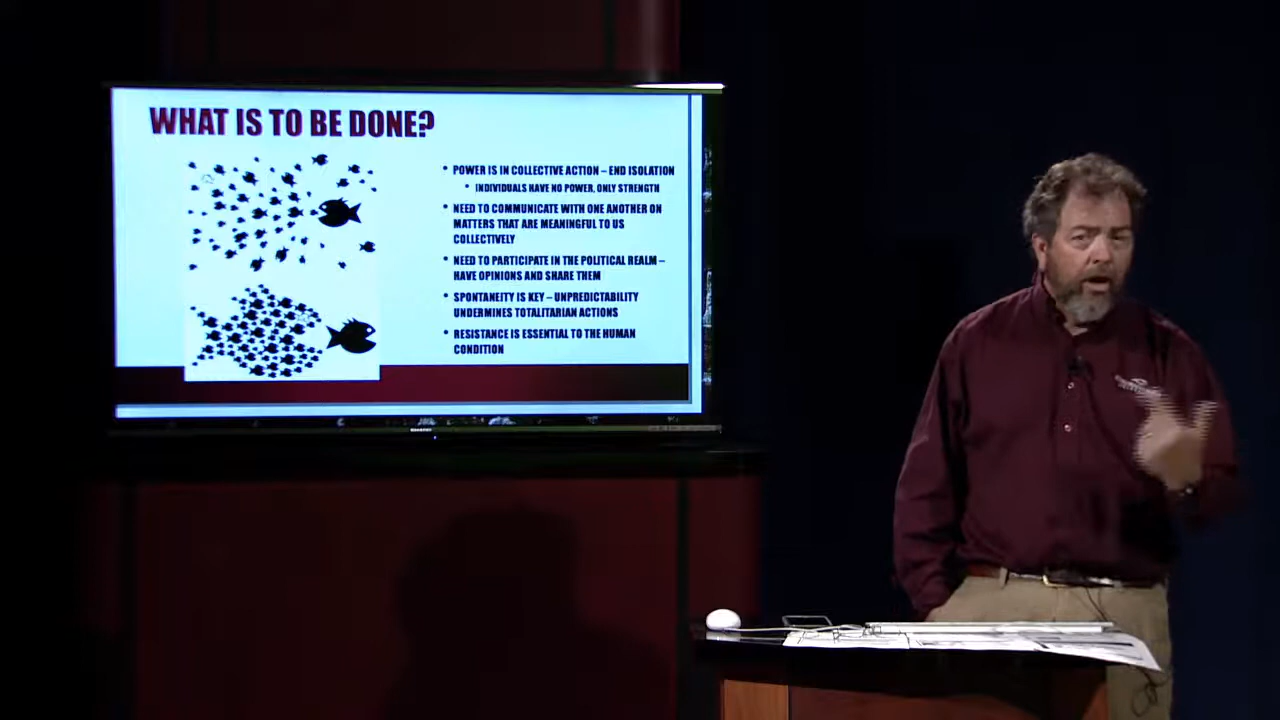 WHAT IS TO BE DONE?
• POWER IS IN COLLECTIVE ACTION – END ISOLATION
• INDIVIDUALS HAVE NO POWER, ONLY STRENGTH
• NEED TO COMMUNICATE WITH ONE ANOTHER ON
MATTERS THAT ARE MEANINGFUL TO US
COLLECTIVELY
• NEED TO PARTICIPATE IN THE POLITICAL REALM –
HAVE OPINIONS AND SHARE THEM
• SPONTANEITY IS KEY – UNPREDICTABILITY
UNDERMINES TOTALITARIAN ACTIONS
• RESISTANCE IS ESSENTIAL TO THE HUMAN
CONDITION